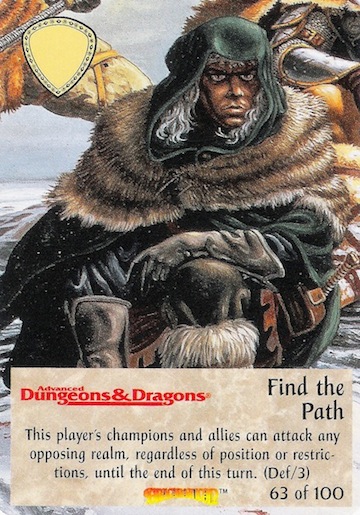 Advanced
Dungeons & Dragons®
Find the
Path
This player's champions and allies can attack any
opposing realm, regardless of position or restric-
tions, until the end of this turn. (Def/3)
SPELLFIRE™
63 of 100